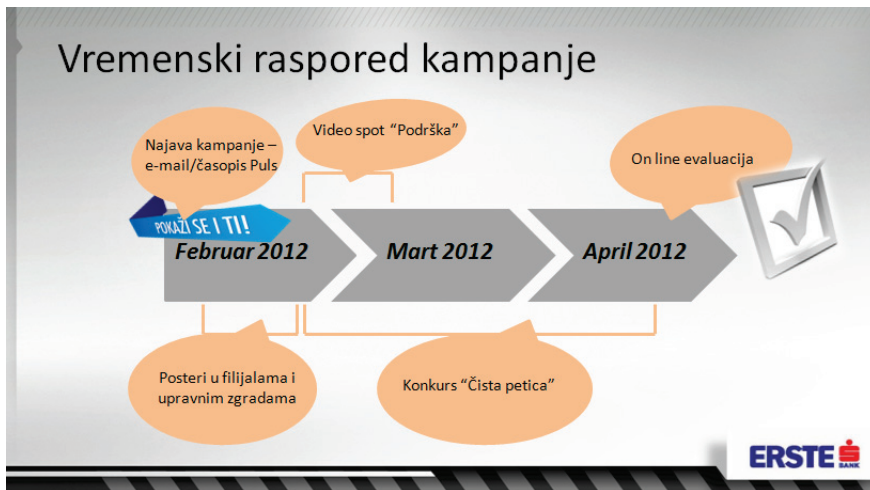 Vremenski raspored kampanje
Najava kampanje –
e-mail/časopis Puls
Video spot “Podrška”
On line evaluacija
POKAŽI SE I TI!
Februar 2012
Mart 2012
April 2012
Posteri u filijalama i
upravnim zgradama
Konkurs “Čista petica”
ERSTE
BANK